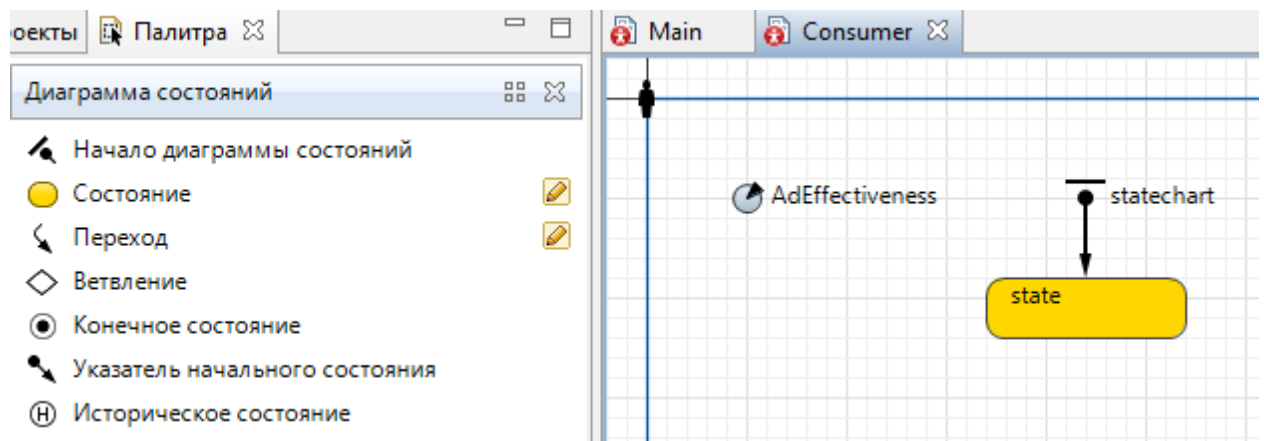 оекты Палитра
Диаграмма состояний
Начало диаграммы состояний
Состояние
Переход
Ветвление
Конечное состояние
Указатель начального состояния
H Историческое состояние
Main Consumer
AdEffectiveness statechart
state